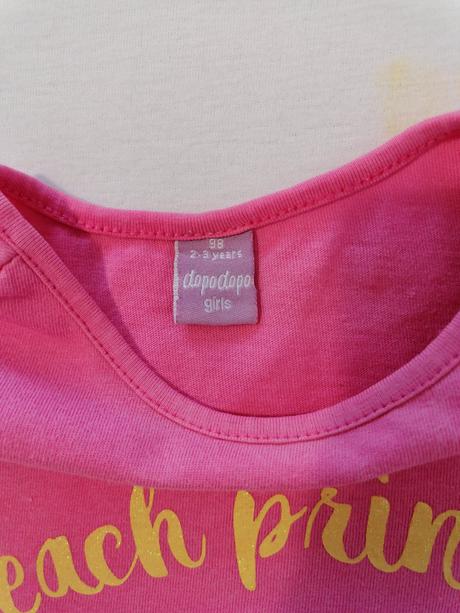 98
2-3 years
dopodopo
girls
each prin